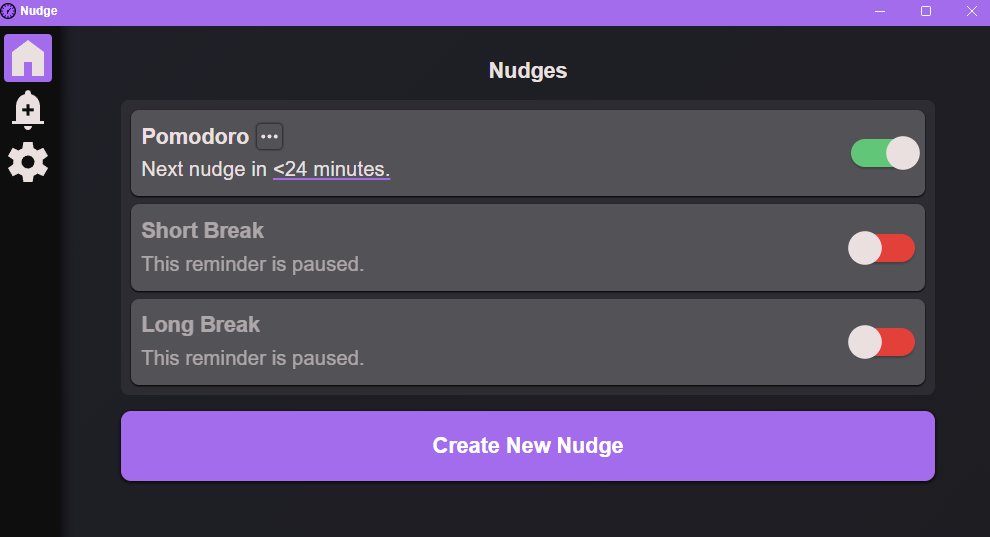 Nudge
Nudges
Pomodoro ...
Next nudge in <24 minutes.
Short Break
This reminder is paused.
Long Break
This reminder is paused.
Create New Nudge